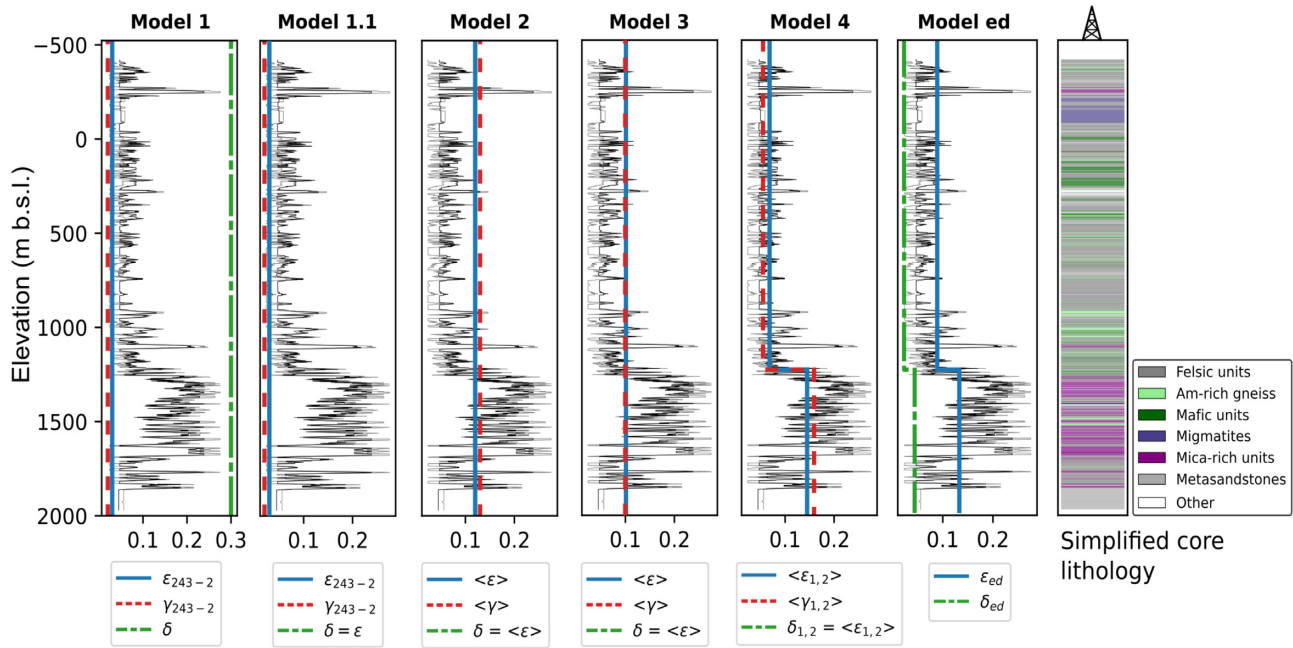 Model 1 Model 1.1 Model 2 Model 3 Model 4 Model ed
Elevation (m b.s.l.)
−500
0
500
1000
1500
2000
0.1 0.2 0.3 0.1 0.2 0.1 0.2 0.1 0.2 0.1 0.2 0.1 0.2
ε243−2
γ243−2
δ
ε243−2
γ243−2
δ = ε
<ε>
<γ>
δ = <ε>
<ε>
<γ>
δ = <ε>
<ε1,2>
<γ1,2>
δ1,2 = <ε1,2>
εed
δed
Felsic units
Am-rich gneiss
Mafic units
Migmatites
Mica-rich units
Metasandstones
Other
Simplified core
lithology